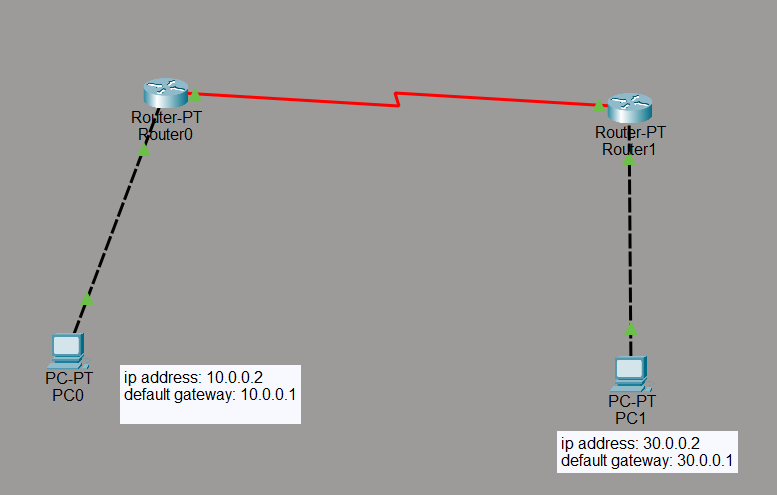 Router-PT
Router0
Router-PT
Router1
PC-PT
PC0
ip address: 10.0.0.2
default gateway: 10.0.0.1
PC-PT
PC1
ip address: 30.0.0.2
default gateway: 30.0.0.1